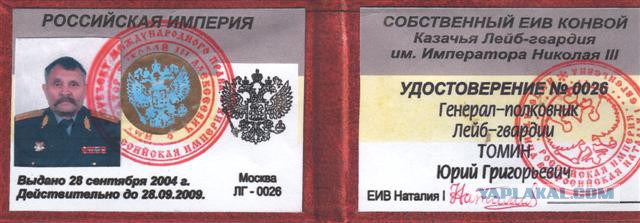 РОССИЙСКАЯ ИМПЕРИЯ
Выдано 28 сентября 2004 г.
Действительно до 28.09.2009.
Москва
ЛГ - 0026
СОБСТВЕННЫЙ ЕИВ КОНВОЙ
Казачья Лейб-гвардия
им. Императора Николая III
УДОСТОВЕРЕНИЕ № 0026
Генерал-полковник
Лейб-гвардии
ТОМИН
Юрий Григорьевич
ЕИВ Наталия I
YAPLAKAL.COM